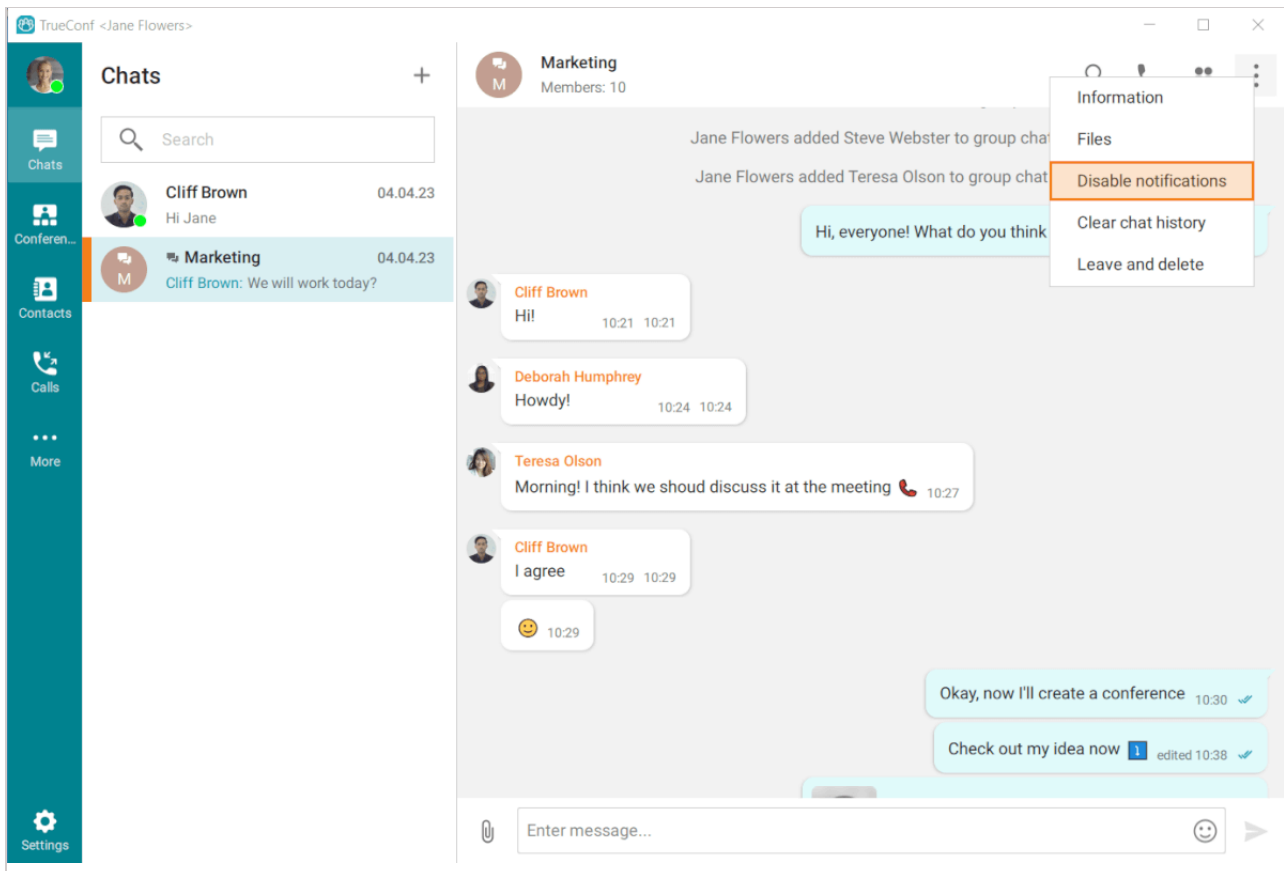 TrueConf <Jane Flowers>
Chats
Conferen...
Contacts
Calls
More
Settings
Chats
Search
Cliff Brown 04.04.23
Hi Jane
M
Marketing 04.04.23
Cliff Brown: We will work today?
M
Marketing
Members: 10
Information
Files
Disable notifications
Clear chat history
Leave and delete
Jane Flowers added Steve Webster to group chat
Jane Flowers added Teresa Olson to group chat
Hi, everyone! What do you think
Cliff Brown
Hi! 10:21 10:21
Deborah Humphrey
Howdy! 10:24 10:24
Teresa Olson
Morning! I think we shoud discuss it at the meeting 10:27
Cliff Brown
I agree 10:29 10:29
10:29
Okay, now I'll create a conference 10:30
Check out my idea now edited 10:38
Enter message...